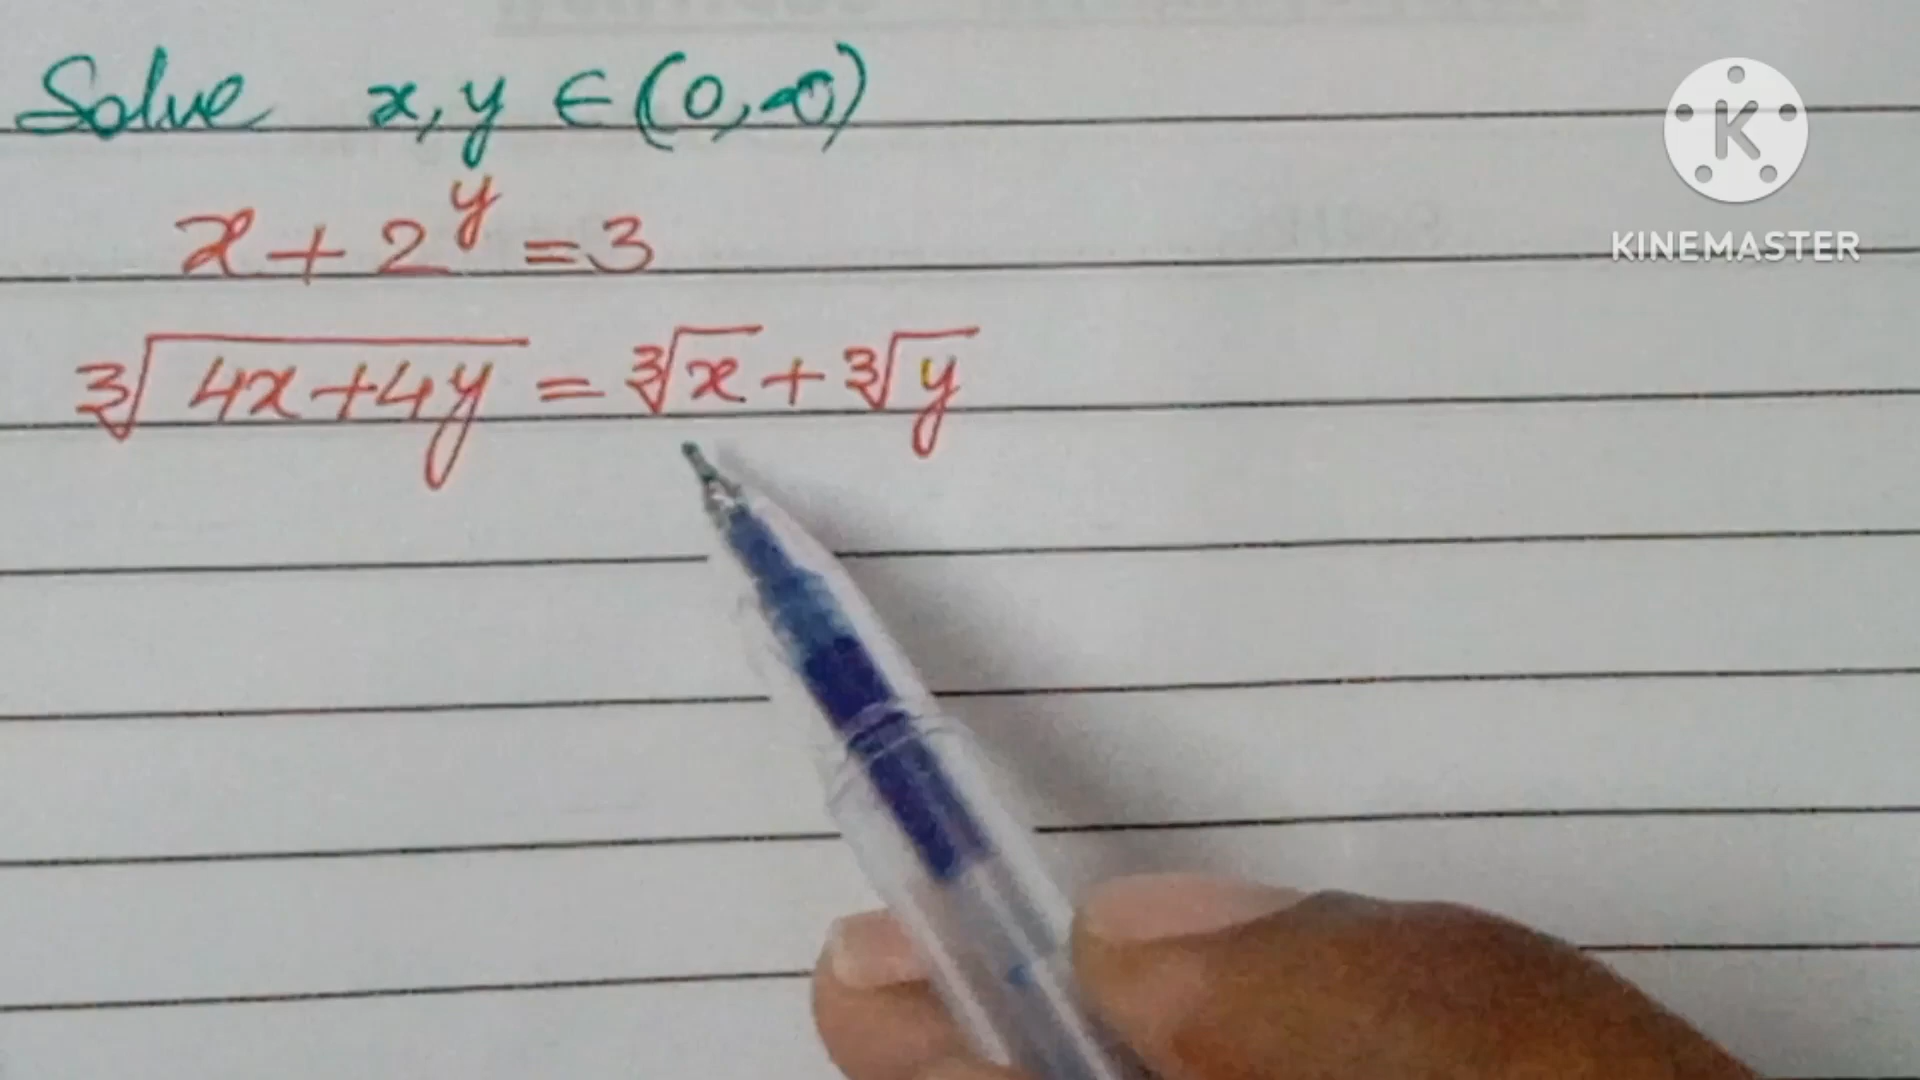 Solve x, y ∈ (0, ∞)
x + 2^y = 3
∛(4x+4y) = ∛x + ∛y
K
KINEMASTER